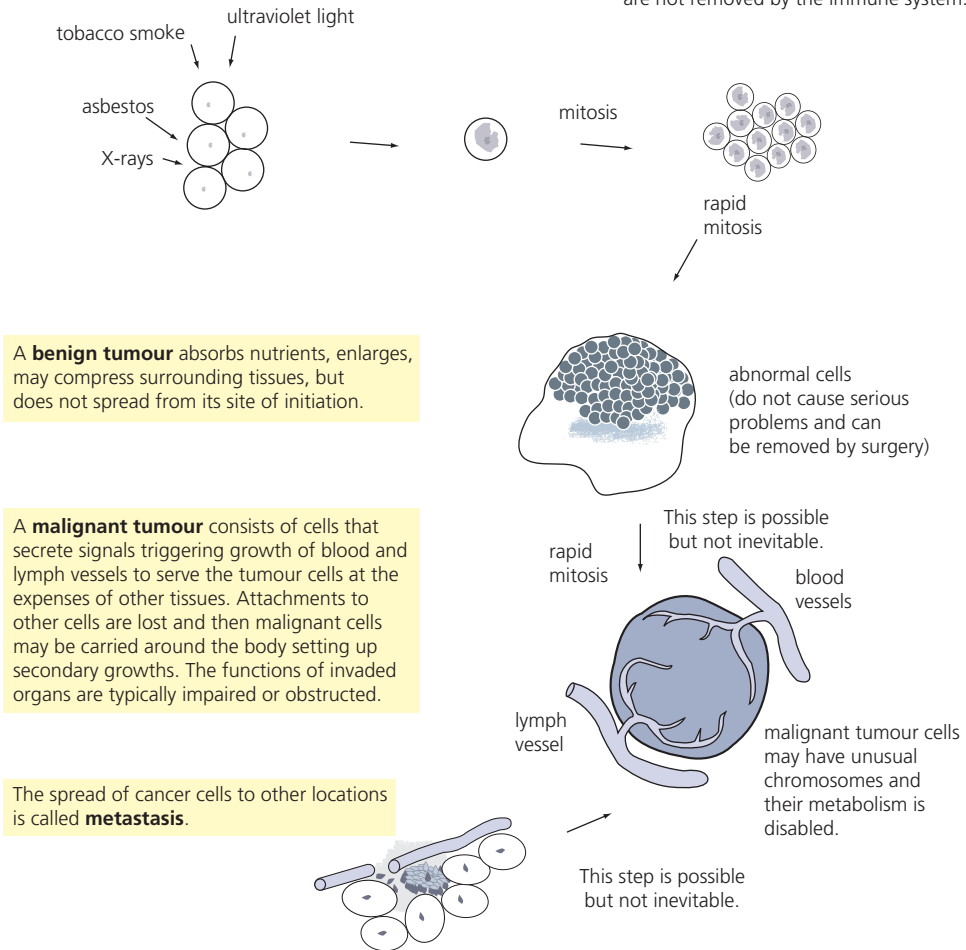 are not removed by the immune system.
ultraviolet light
tobacco smoke
asbestos
X-rays
mitosis
rapid
mitosis
A benign tumour absorbs nutrients, enlarges,
may compress surrounding tissues, but
does not spread from its site of initiation.
abnormal cells
(do not cause serious
problems and can
be removed by surgery)
A malignant tumour consists of cells that
secrete signals triggering growth of blood and
lymph vessels to serve the tumour cells at the
expenses of other tissues. Attachments to
other cells are lost and then malignant cells
may be carried around the body setting up
secondary growths. The functions of invaded
organs are typically impaired or obstructed.
rapid
mitosis
This step is possible
but not inevitable.
blood
vessels
lymph
vessel
malignant tumour cells
may have unusual
chromosomes and
their metabolism is
disabled.
The spread of cancer cells to other locations
is called metastasis.
This step is possible
but not inevitable.